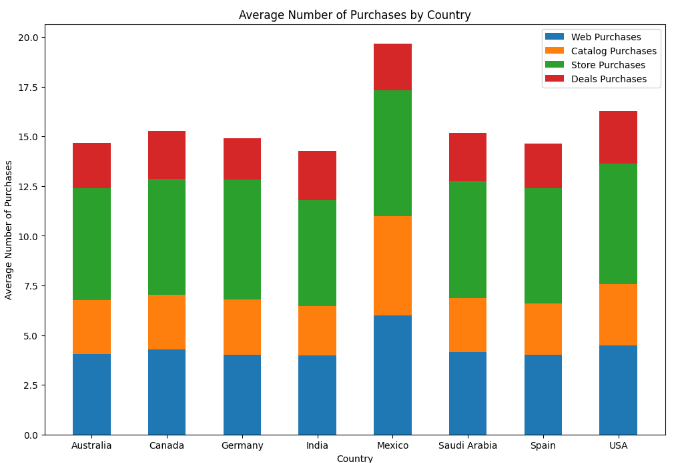 Average Number of Purchases by Country
Web Purchases
Catalog Purchases
Store Purchases
Deals Purchases
Average Number of Purchases
20.0
17.5
15.0
12.5
10.0
7.5
5.0
2.5
0.0
Australia Canada Germany India Mexico Saudi Arabia Spain USA
Country